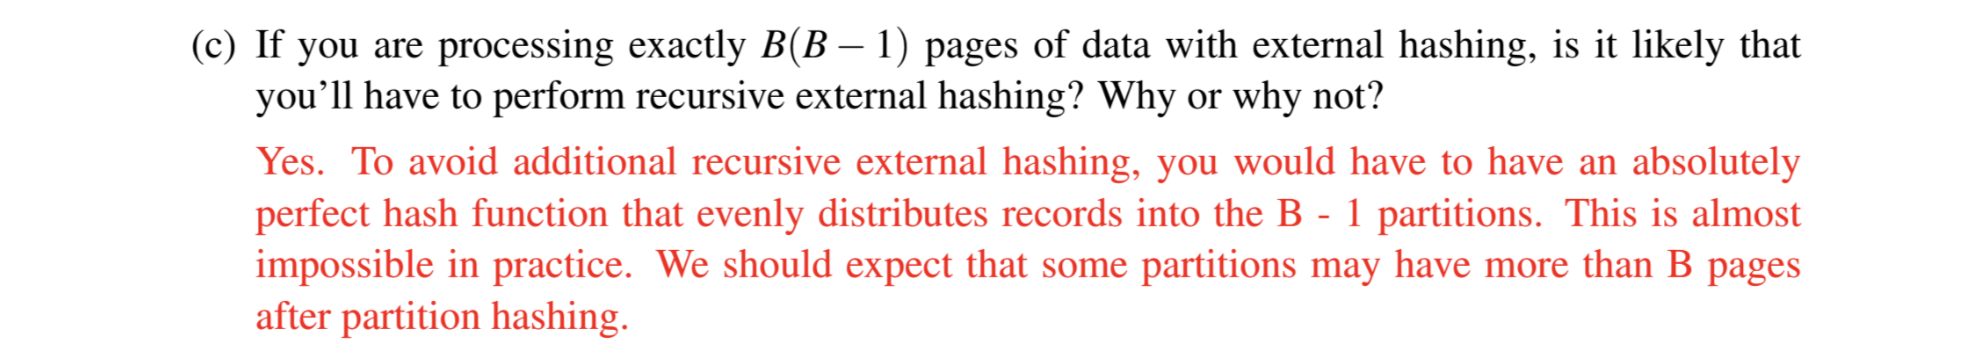 (c) If you are processing exactly B(B − 1) pages of data with external hashing, is it likely that
you’ll have to perform recursive external hashing? Why or why not?
Yes. To avoid additional recursive external hashing, you would have to have an absolutely
perfect hash function that evenly distributes records into the B - 1 partitions. This is almost
impossible in practice. We should expect that some partitions may have more than B pages
after partition hashing.